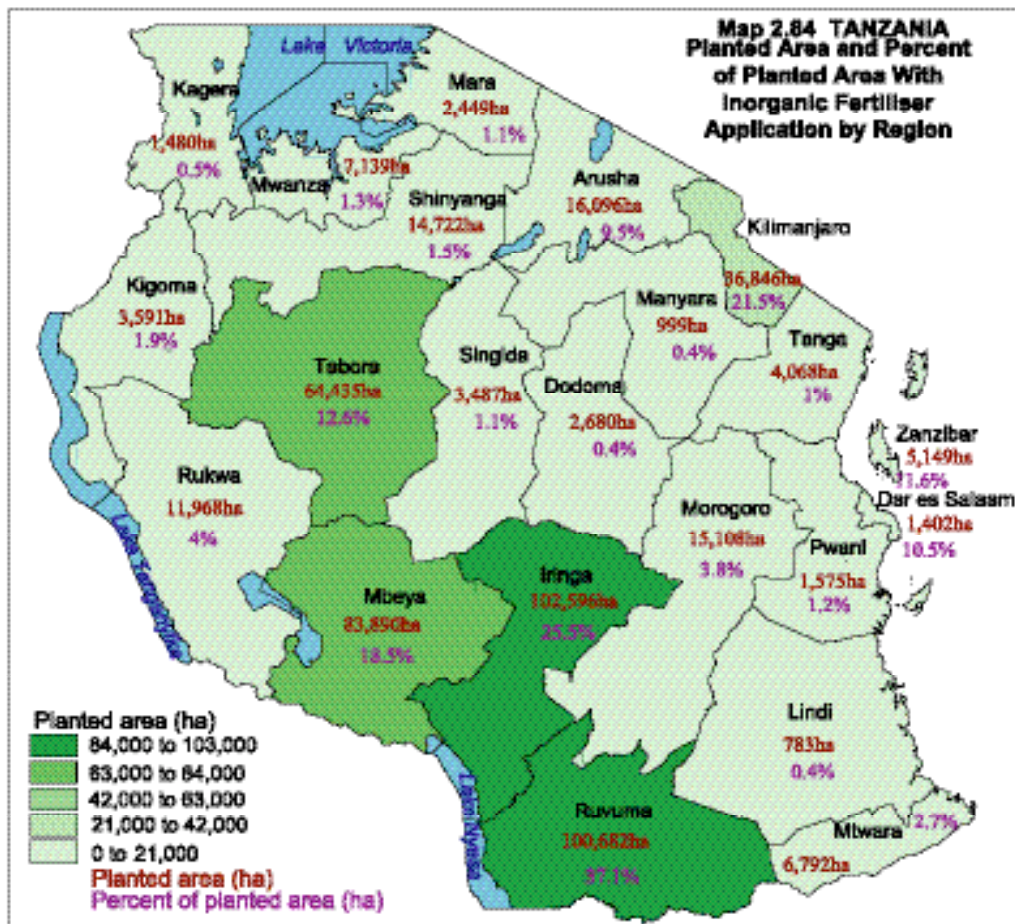 Map 2.84 TANZANIA
Planted Area and Percent
of Planted Area With
Inorganic Fertiliser
Application by Region
Lake Victoria
Kagera
1,480ha
0.5%
Mwanza
7,139ha
1.3%
Mara
2,449ha
1.1%
Shinyanga
14,722ha
1.5%
Arusha
16,096ha
9.5%
Kilimanjaro
36,846ha
21.5%
Kigoma
3,591ha
1.9%
Tabora
64,435ha
12.6%
Singida
3,487ha
1.1%
Dodoma
2,680ha
0.4%
Manyara
999ha
0.4%
Tanga
4,068ha
1%
Zanzibar
5,149ha
11.6%
Dar es Salaam
1,402ha
10.5%
Rukwa
11,968ha
4%
Lake Tanganyika
Mbeya
83,890ha
18.5%
Iringa
102,596ha
25.5%
Morogoro
15,108ha
3.8%
Pwani
1,575ha
1.2%
Lindi
783ha
0.4%
Ruvuma
100,682ha
37.1%
Mtwara
2.7%
6,792ha
Lake Nyasa
Planted area (ha)
84,000 to 103,000
63,000 to 84,000
42,000 to 63,000
21,000 to 42,000
0 to 21,000
Planted area (ha)
Percent of planted area (ha)